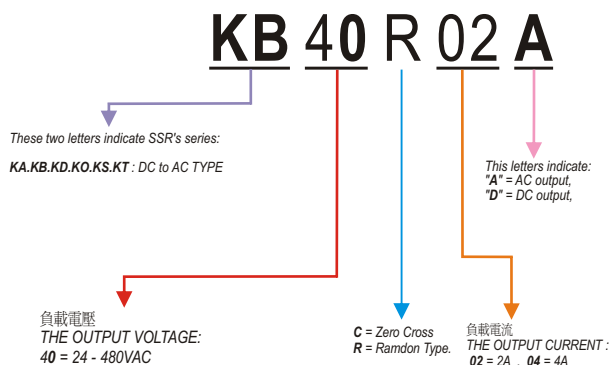 KB 40 R 02 A
These two letters indicate SSR's series:
KA.KB.KD.KO.KS.KT : DC to AC TYPE
This letters indicate:
"A" = AC output,
"D" = DC output,
負載電壓
THE OUTPUT VOLTAGE:
40 = 24 - 480VAC
C = Zero Cross
R = Ramdon Type.
負載電流
THE OUTPUT CURRENT :
02 = 2A , 04 = 4A